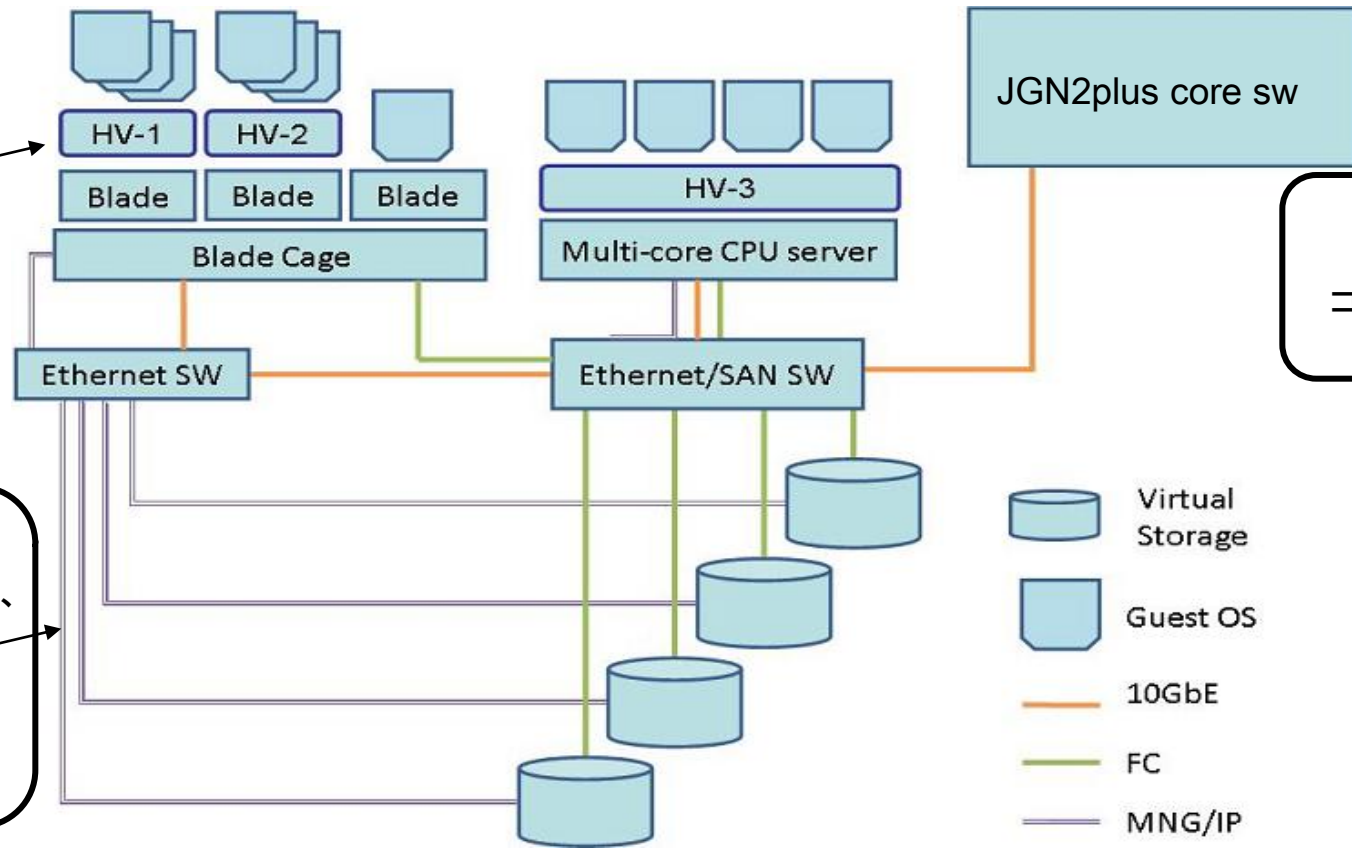 JGN2plus core sw
HV-1
HV-2
HV-3
Blade
Blade
Blade
Blade Cage
Multi-core CPU server
Ethernet SW
Ethernet/SAN SW
Virtual
Storage
Guest OS
10GbE
FC
MNG/IP
、
⇒